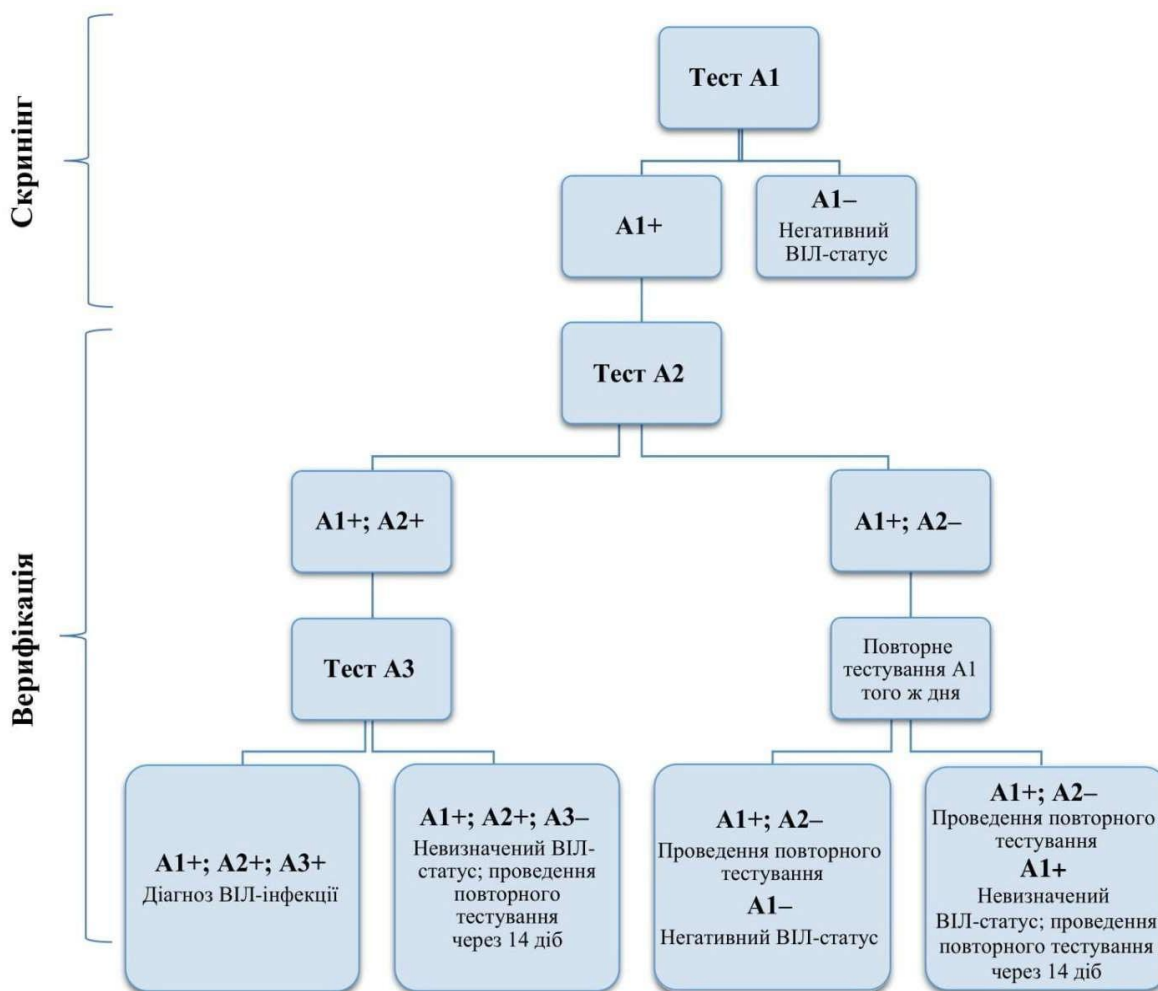 Скринінг
Тест А1
А1+
А1–
Негативний
ВІЛ-статус
Верифікація
Тест А2
А1+; А2+
А1+; А2–
Тест А3
Повторне
тестування А1
того ж дня
А1+; А2+; А3+
Діагноз ВІЛ-інфекції
А1+; А2+; А3–
Невизначений ВІЛ-
статус; проведення
повторного
тестування
через 14 діб
А1+; А2–
Проведення повторного
тестування
А1–
Негативний ВІЛ-статус
А1+; А2–
Проведення повторного
тестування
А1+
Невизначений
ВІЛ-статус; проведення
повторного тестування
через 14 діб